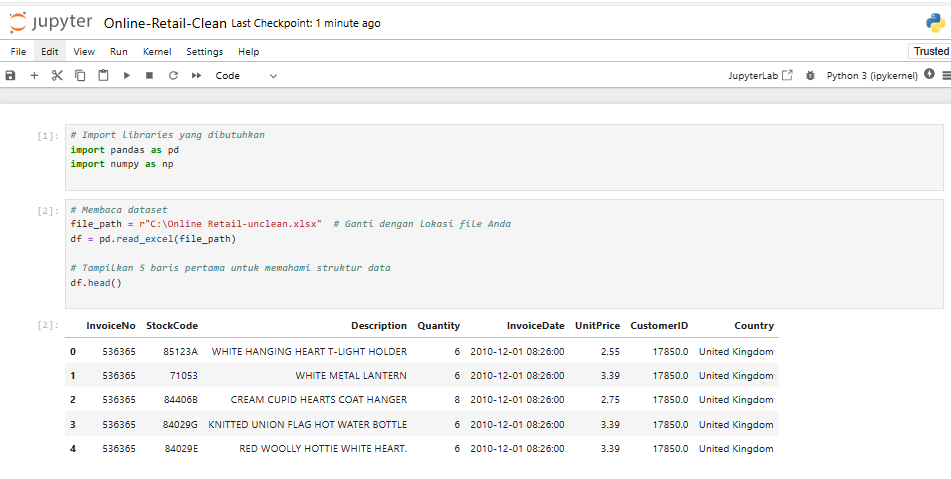 jupyter Online-Retail-Clean Last Checkpoint: 1 minute ago
File Edit View Run Kernel Settings Help Trusted
Code JupyterLab Python 3 (ipykernel)
[1]: # Import Libraries yang dibutuhkan
import pandas as pd
import numpy as np
[2]: # Membaca dataset
file_path = r"C:\Online Retail-unclean.xlsx" # Ganti dengan lokasi file Anda
df = pd.read_excel(file_path)
# Tampilkan 5 baris pertama untuk memahami struktur data
df.head()
[2]: InvoiceNo StockCode Description Quantity InvoiceDate UnitPrice CustomerID Country
0 536365 85123A WHITE HANGING HEART T-LIGHT HOLDER 6 2010-12-01 08:26:00 2.55 17850.0 United Kingdom
1 536365 71053 WHITE METAL LANTERN 6 2010-12-01 08:26:00 3.39 17850.0 United Kingdom
2 536365 84406B CREAM CUPID HEARTS COAT HANGER 8 2010-12-01 08:26:00 2.75 17850.0 United Kingdom
3 536365 84029G KNITTED UNION FLAG HOT WATER BOTTLE 6 2010-12-01 08:26:00 3.39 17850.0 United Kingdom
4 536365 84029E RED WOOLLY HOTTIE WHITE HEART. 6 2010-12-01 08:26:00 3.39 17850.0 United Kingdom